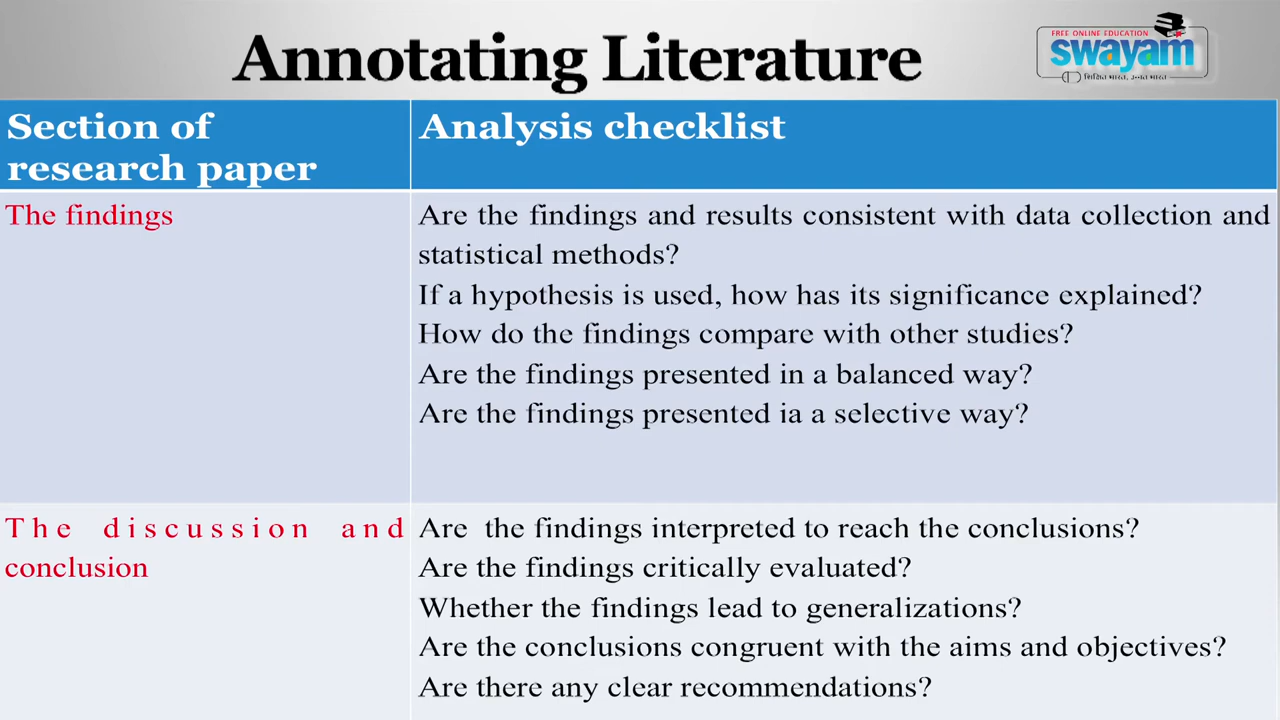 Annotating Literature
FREE ONLINE EDUCATION
swayam
शिक्षित भारत, उन्नत भारत
Section of
research paper
Analysis checklist
The findings
Are the findings and results consistent with data collection and
statistical methods?
If a hypothesis is used, how has its significance explained?
How do the findings compare with other studies?
Are the findings presented in a balanced way?
Are the findings presented ia a selective way?
The discussion and
conclusion
Are the findings interpreted to reach the conclusions?
Are the findings critically evaluated?
Whether the findings lead to generalizations?
Are the conclusions congruent with the aims and objectives?
Are there any clear recommendations?